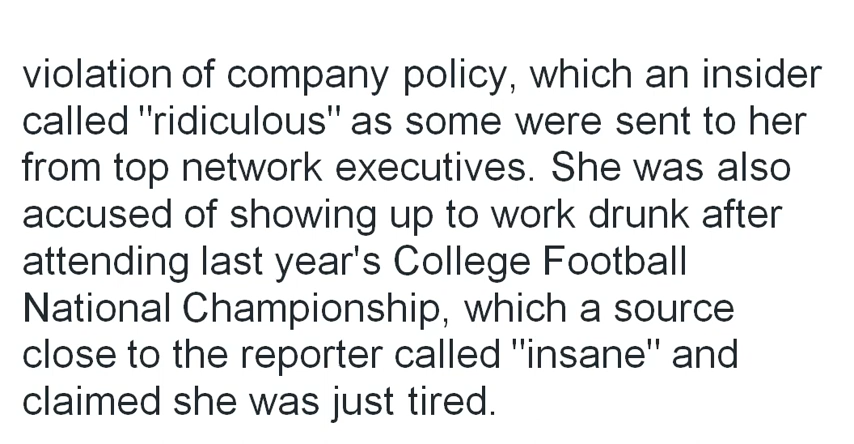 violation of company policy, which an insider
called "ridiculous" as some were sent to her
from top network executives. She was also
accused of showing up to work drunk after
attending last year's College Football
National Championship, which a source
close to the reporter called "insane" and
claimed she was just tired.